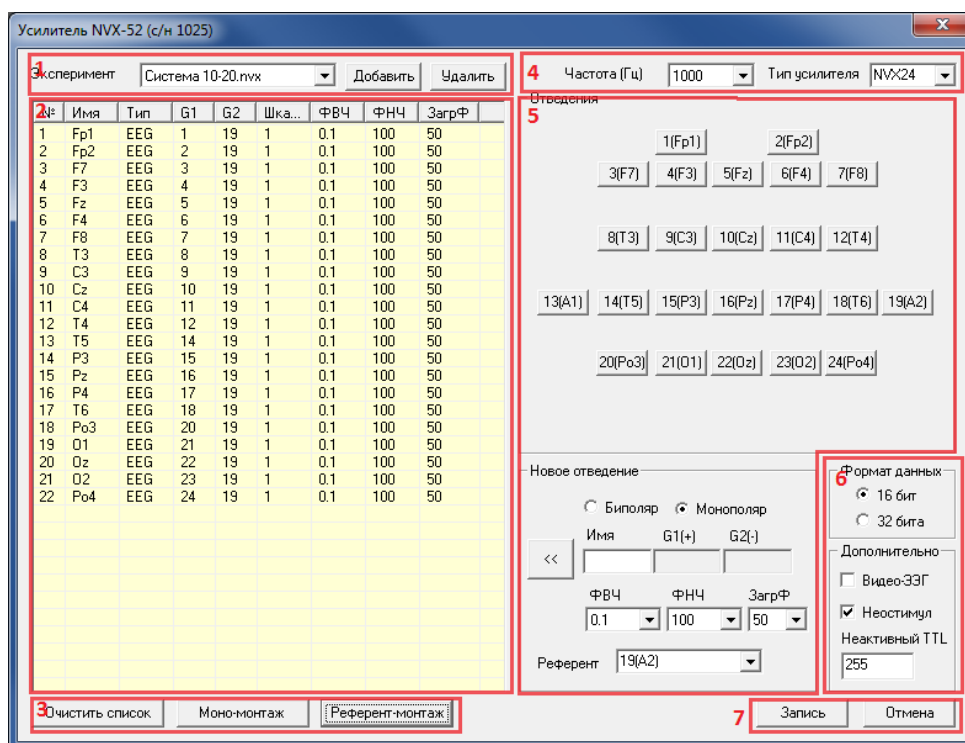 Усилитель NVX-52 (с/н 1025)
1 Эксперимент Система 10-20.nvx Добавить Удалить
4 Частота (Гц) 1000 Тип усилителя NVX24
2 № Имя Тип G1 G2 Шка... ФВЧ ФНЧ ЗагрФ
1 Fp1 EEG 1 19 1 0.1 100 50
2 Fp2 EEG 2 19 1 0.1 100 50
3 F7 EEG 3 19 1 0.1 100 50
4 F3 EEG 4 19 1 0.1 100 50
5 Fz EEG 5 19 1 0.1 100 50
6 F4 EEG 6 19 1 0.1 100 50
7 F8 EEG 7 19 1 0.1 100 50
8 T3 EEG 8 19 1 0.1 100 50
9 C3 EEG 9 19 1 0.1 100 50
10 Cz EEG 10 19 1 0.1 100 50
11 C4 EEG 11 19 1 0.1 100 50
12 T4 EEG 12 19 1 0.1 100 50
13 T5 EEG 14 19 1 0.1 100 50
14 P3 EEG 15 19 1 0.1 100 50
15 Pz EEG 16 19 1 0.1 100 50
16 P4 EEG 17 19 1 0.1 100 50
17 T6 EEG 18 19 1 0.1 100 50
18 Po3 EEG 20 19 1 0.1 100 50
19 O1 EEG 21 19 1 0.1 100 50
20 Oz EEG 22 19 1 0.1 100 50
21 O2 EEG 23 19 1 0.1 100 50
22 Po4 EEG 24 19 1 0.1 100 50
3 Очистить список Моно-монтаж Референт-монтаж
Отведения
5
1(Fp1) 2(Fp2)
3(F7) 4(F3) 5(Fz) 6(F4) 7(F8)
8(T3) 9(C3) 10(Cz) 11(C4) 12(T4)
13(A1) 14(T5) 15(P3) 16(Pz) 17(P4) 18(T6) 19(A2)
20(Po3) 21(O1) 22(Oz) 23(O2) 24(Po4)
Новое отведение
Биполяр Монополяр
Имя G1(+) G2(-)
<<
ФВЧ ФНЧ ЗагрФ
0.1 100 50
Референт 19(A2)
6 Формат данных
16 бит
32 бита
Дополнительно
Видео-ЭЭГ
Неостимул
Неактивный TTL
255
7 Запись Отмена